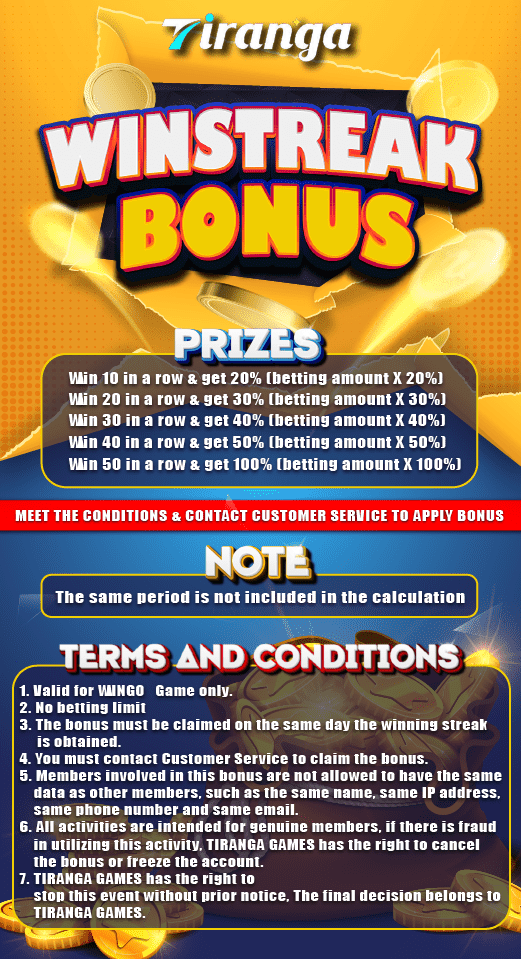 Tiranga
WINSTREAK
BONUS
PRIZES
Win 10 in a row & get 20% (betting amount X 20%)
Win 20 in a row & get 30% (betting amount X 30%)
Win 30 in a row & get 40% (betting amount X 40%)
Win 40 in a row & get 50% (betting amount X 50%)
Win 50 in a row & get 100% (betting amount X 100%)
MEET THE CONDITIONS & CONTACT CUSTOMER SERVICE TO APPLY BONUS
NOTE
The same period is not included in the calculation
TERMS AND CONDITIONS
1. Valid for WINGO Game only.
2. No betting limit
3. The bonus must be claimed on the same day the winning streak
is obtained.
4. You must contact Customer Service to claim the bonus.
5. Members involved in this bonus are not allowed to have the same
data as other members, such as the same name, same IP address,
same phone number and same email.
6. All activities are intended for genuine members, if there is fraud
in utilizing this activity, TIRANGA GAMES has the right to cancel
the bonus or freeze the account.
7. TIRANGA GAMES has the right to
stop this event without prior notice, The final decision belongs to
TIRANGA GAMES.